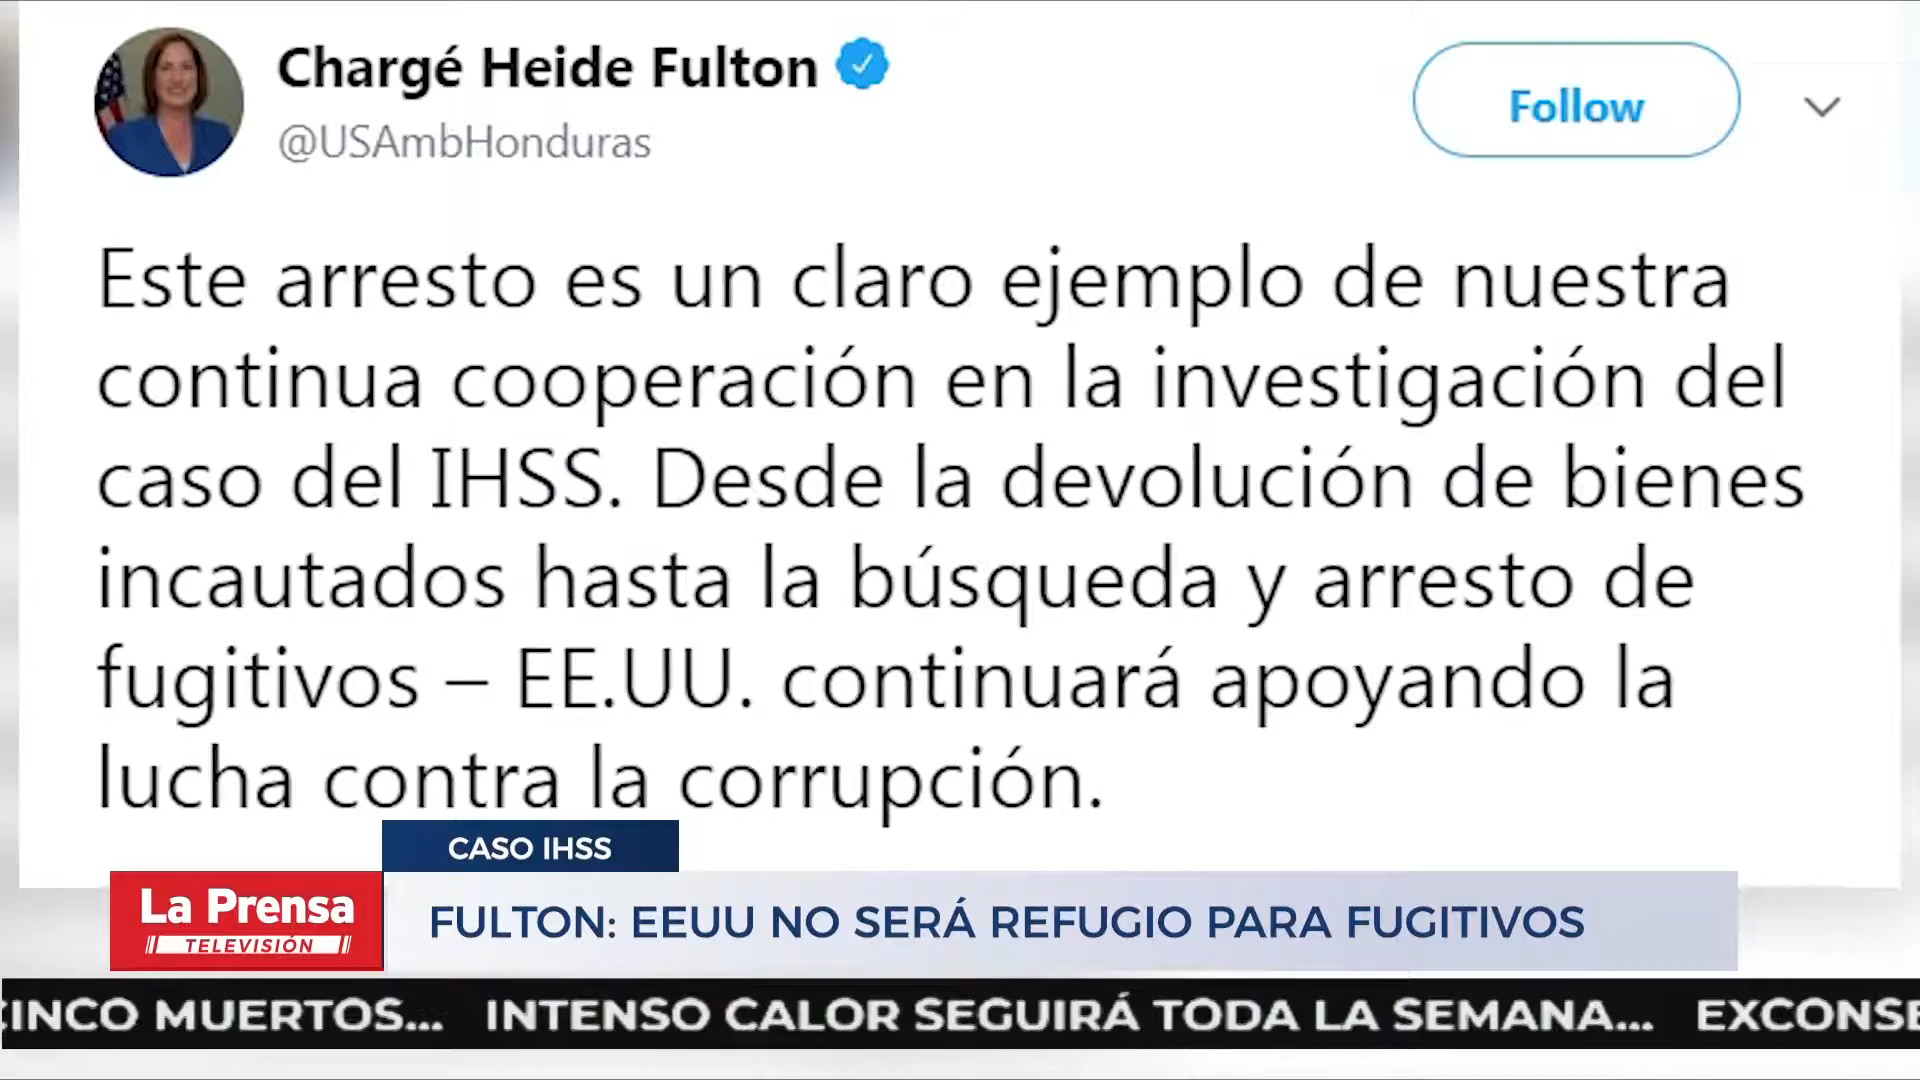 Chargé Heide Fulton
@USAmbHonduras
Follow
Este arresto es un claro ejemplo de nuestra
continua cooperación en la investigación del
caso del IHSS. Desde la devolución de bienes
incautados hasta la búsqueda y arresto de
fugitivos – EE.UU. continuará apoyando la
lucha contra la corrupción.
CASO IHSS
La Prensa
TELEVISIÓN
FULTON: EEUU NO SERÁ REFUGIO PARA FUGITIVOS
CINCO MUERTOS... INTENSO CALOR SEGUIRÁ TODA LA SEMANA... EXCONSE